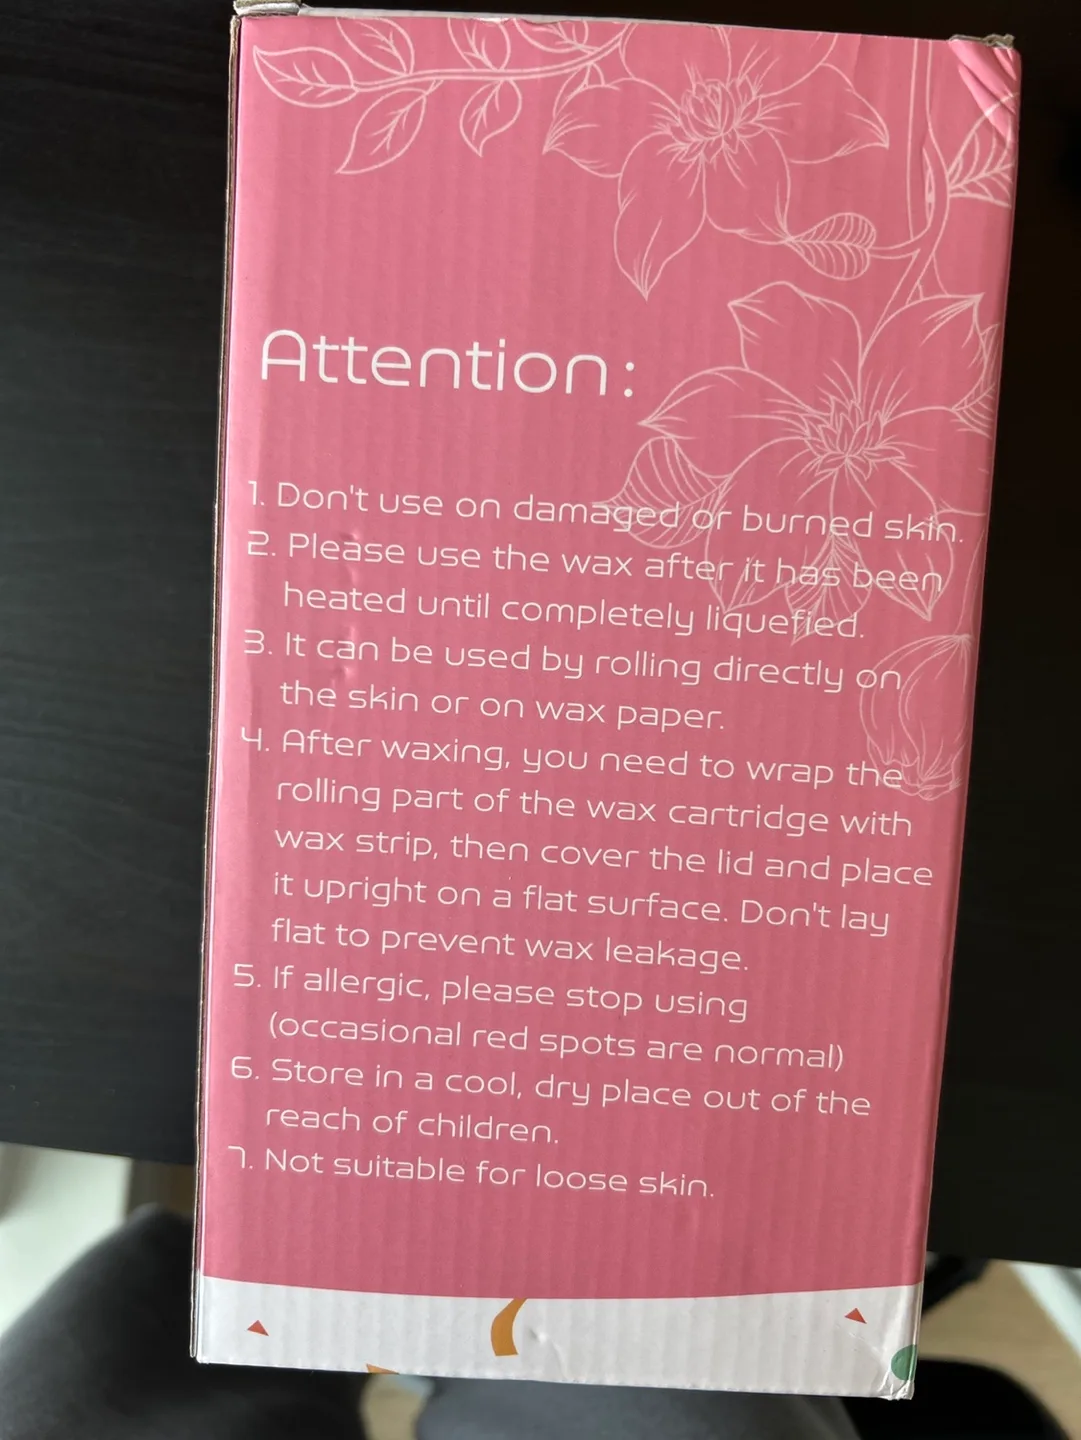 Attention:
1. Don't use on damaged or burned skin.
2. Please use the wax after it has been
heated until completely liquefied.
3. It can be used by rolling directly on
the skin or on wax paper.
4. After waxing, you need to wrap the
rolling part of the wax cartridge with
wax strip, then cover the lid and place
it upright on a flat surface. Don't lay
flat to prevent wax leakage.
5. If allergic, please stop using
(occasional red spots are normal)
6. Store in a cool, dry place out of the
reach of children.
7. Not suitable for loose skin.